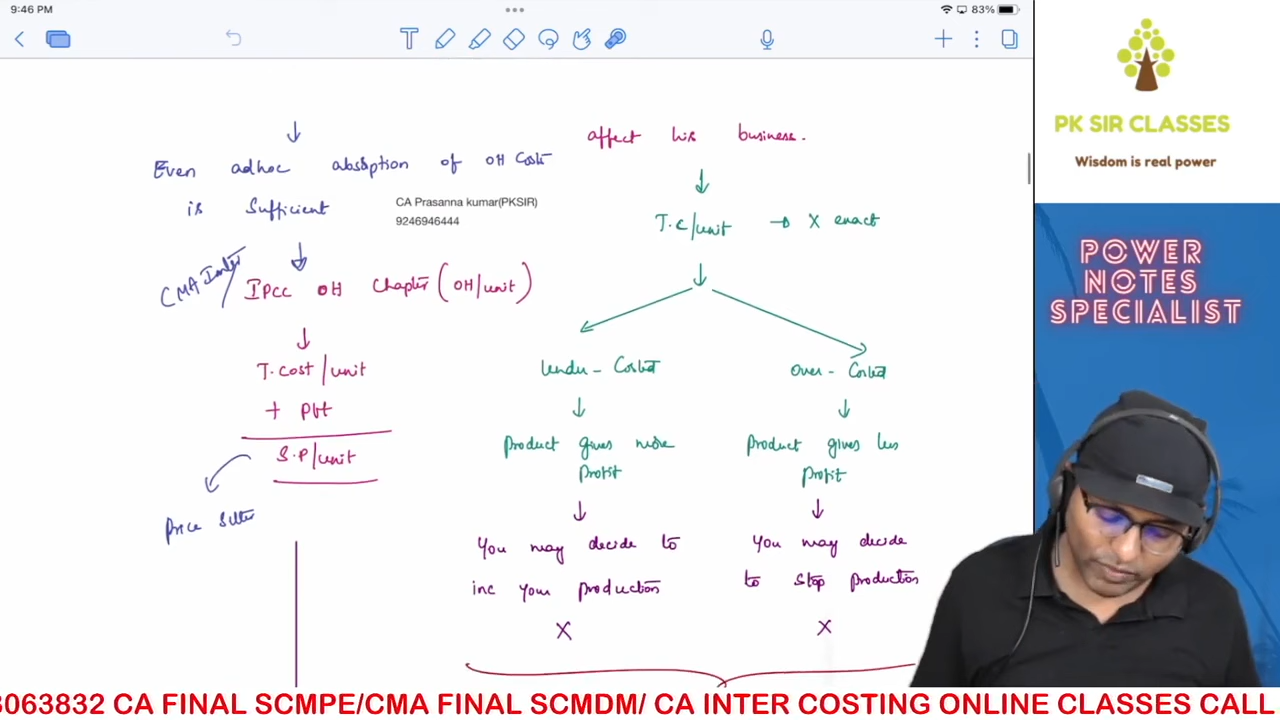 9:46 PM
83%
T
PK SIR CLASSES
Wisdom is real power
POWER
NOTES
SPECIALIST
Even adhoc absorption of OH Costs
is Sufficient
CA Prasanna kumar(PKSIR)
9246946444
CMA Inter/
IPCC OH Chapter (OH/unit)
T. Cost/unit
+ Pbt
S.P/unit
Price Setter
affect his business.
T.C/unit → X exact
Under - Costed
Over - Costed
Product gives more
Profit
Product gives less
Profit
You may decide to
inc your production
X
You may decide
to stop production
X
3063832 CA FINAL SCMPE/CMA FINAL SCMDM/ CA INTER COSTING ONLINE CLASSES CALL